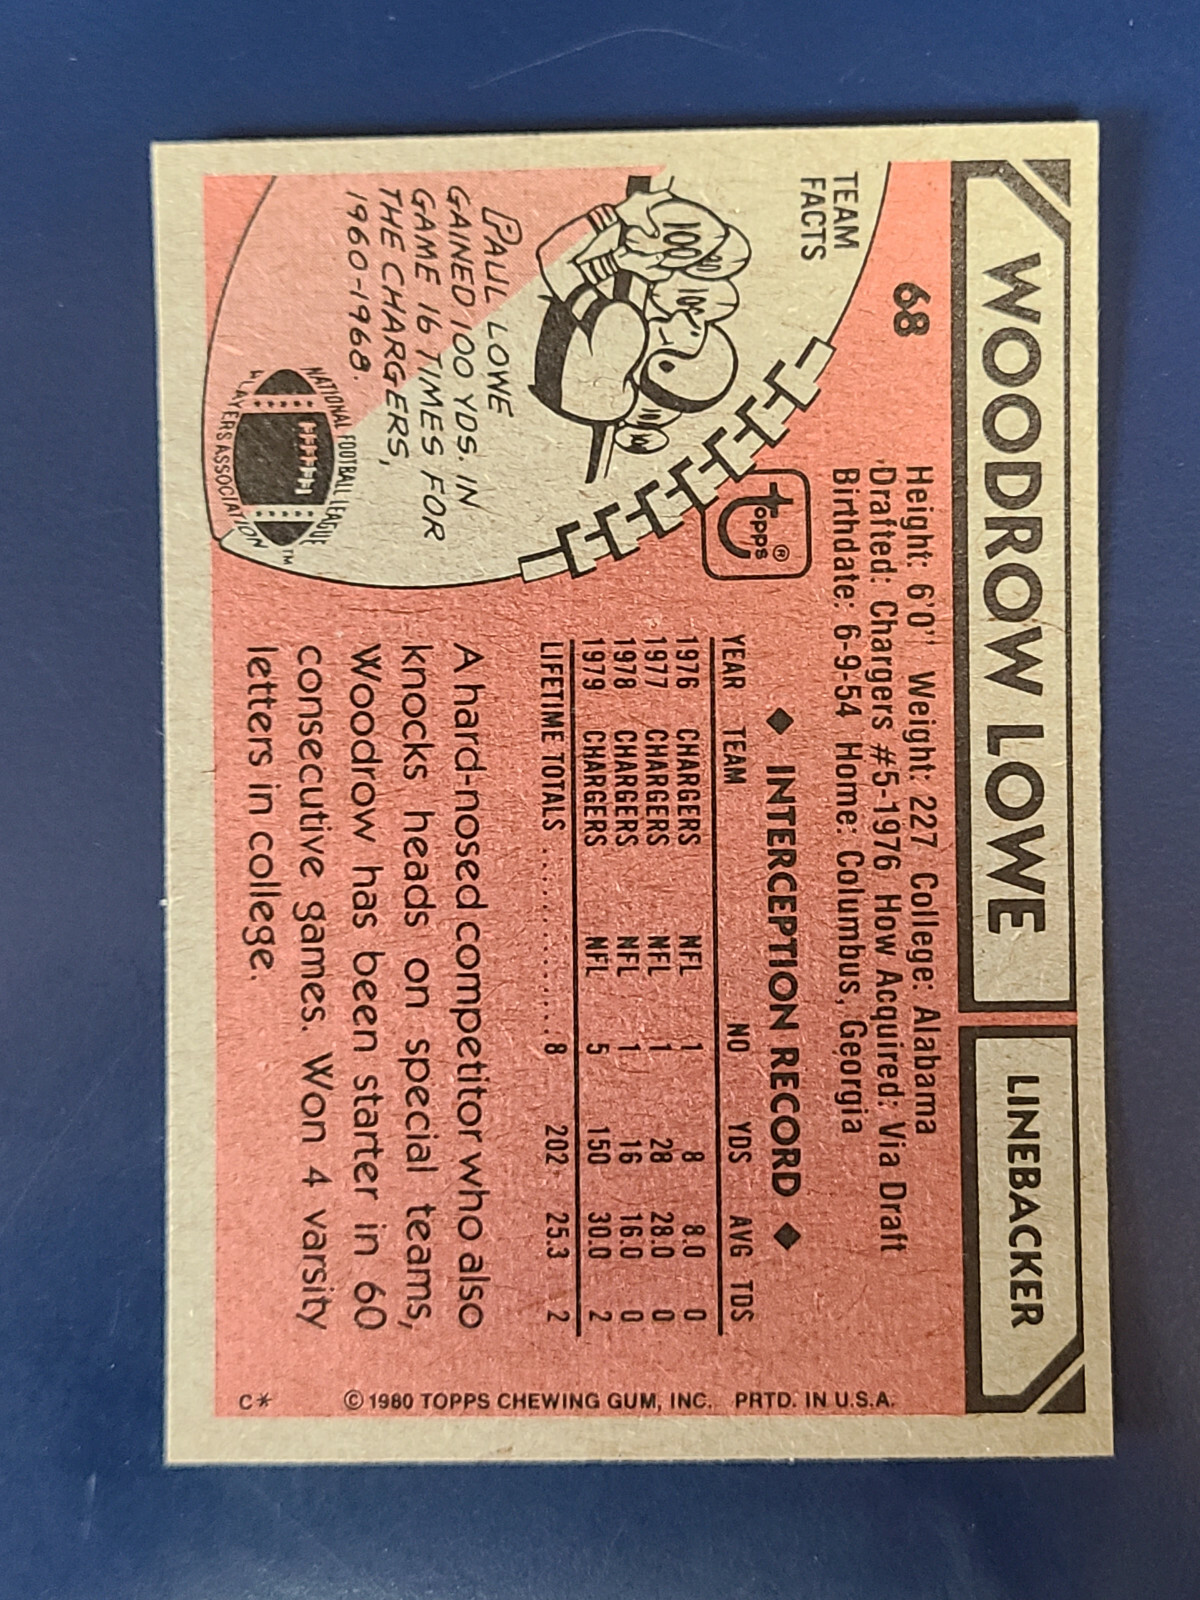 WOODROW LOWE
LINEBACKER
68
Height: 6'0" Weight: 227 College: Alabama
Drafted: Chargers #5-1976 How Acquired: Via Draft
Birthdate: 6-9-54 Home: Columbus, Georgia
TEAM
FACTS
100
100
100
100
topps®
PAUL LOWE
GAINED 100 YDS. IN
GAME 16 TIMES FOR
THE CHARGERS,
1960-1968.
NATIONAL FOOTBALL LEAGUE
PLAYERS ASSOCIATION
™
◆ INTERCEPTION RECORD ◆
YEAR TEAM NO YDS AVG TDS
1976 CHARGERS NFL 1 8 8.0 0
1977 CHARGERS NFL 1 28 28.0 0
1978 CHARGERS NFL 1 16 16.0 0
1979 CHARGERS NFL 5 150 30.0 2
LIFETIME TOTALS .................. 8 202 25.3 2
A hard-nosed competitor who also
knocks heads on special teams,
Woodrow has been starter in 60
consecutive games. Won 4 varsity
letters in college.
C* © 1980 TOPPS CHEWING GUM, INC. PRTD. IN U.S.A.